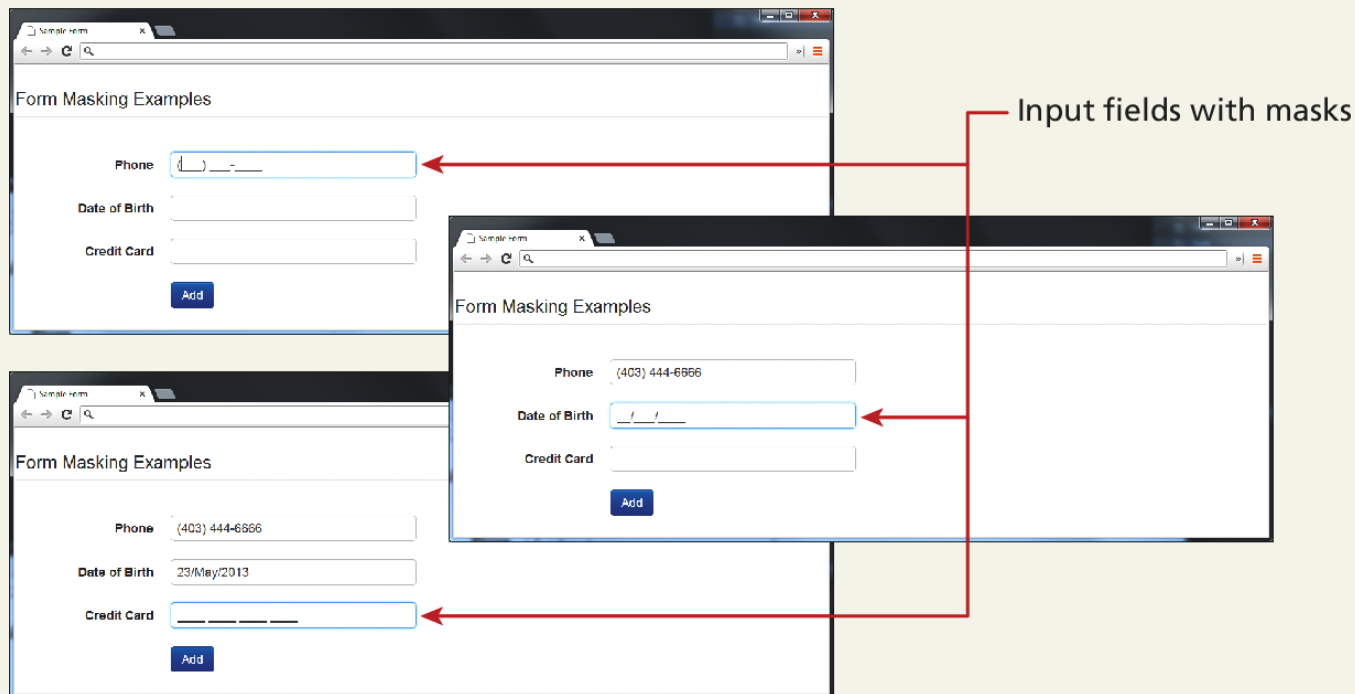 Sample Form
Form Masking Examples
Phone (___) ___-____
Date of Birth
Credit Card
Add
Input fields with masks
Sample Form
Form Masking Examples
Phone (403) 444-6666
Date of Birth __/___/____
Credit Card
Add
Sample Form
Form Masking Examples
Phone (403) 444-6666
Date of Birth 23/May/2013
Credit Card ____ ____ ____ ____
Add